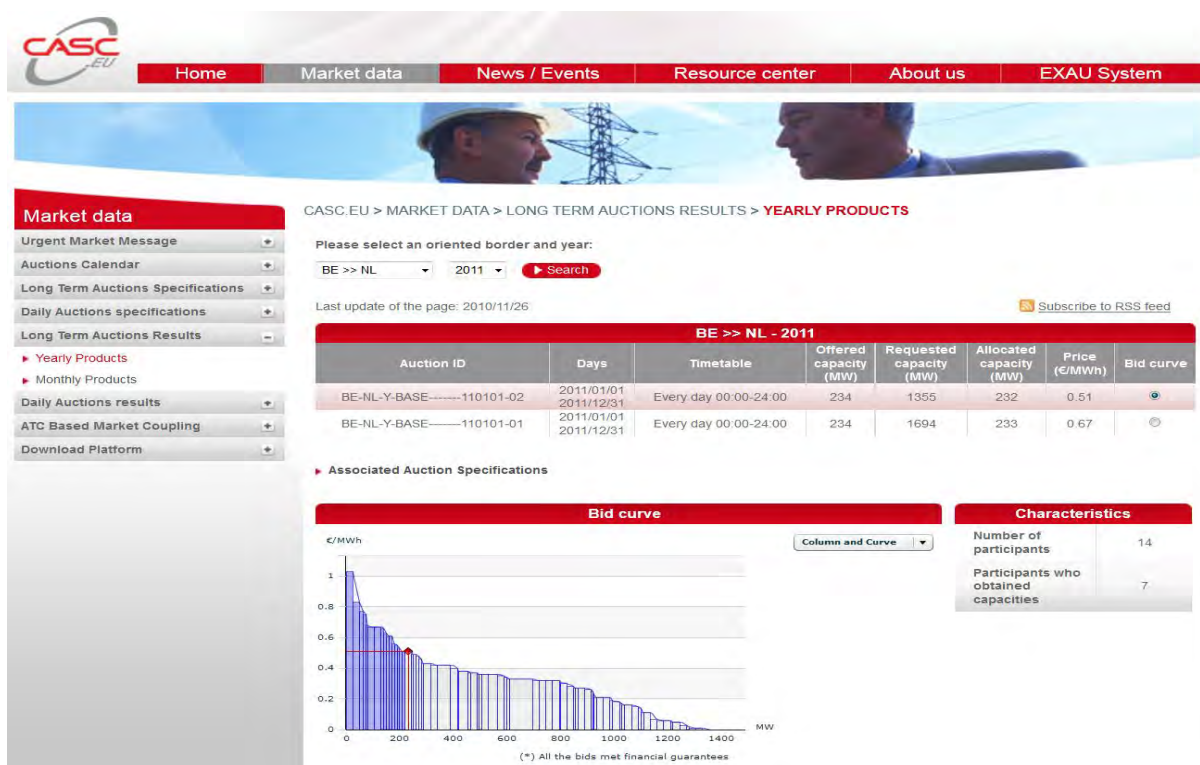 CASC
.EU
Home Market data News / Events Resource center About us EXAU System
Market data
Urgent Market Message
Auctions Calendar
Long Term Auctions Specifications
Daily Auctions specifications
Long Term Auctions Results
Yearly Products
Monthly Products
Daily Auctions results
ATC Based Market Coupling
Download Platform
CASC.EU > MARKET DATA > LONG TERM AUCTIONS RESULTS > YEARLY PRODUCTS
Please select an oriented border and year:
BE >> NL 2011 Search
Last update of the page: 2010/11/26
Subscribe to RSS feed
BE >> NL - 2011
Auction ID Days Timetable Offered capacity (MW) Requested capacity (MW) Allocated capacity (MW) Price (€/MWh) Bid curve
BE-NL-Y-BASE-------110101-02 2011/01/01 2011/12/31 Every day 00:00-24:00 234 1355 232 0.51
BE-NL-Y-BASE-------110101-01 2011/01/01 2011/12/31 Every day 00:00-24:00 234 1694 233 0.67
Associated Auction Specifications
Bid curve
€/MWh
Column and Curve
1
0.8
0.6
0.4
0.2
0
0 200 400 600 800 1000 1200 1400
MW
(*) All the bids met financial guarantees
Characteristics
Number of participants 14
Participants who obtained capacities 7